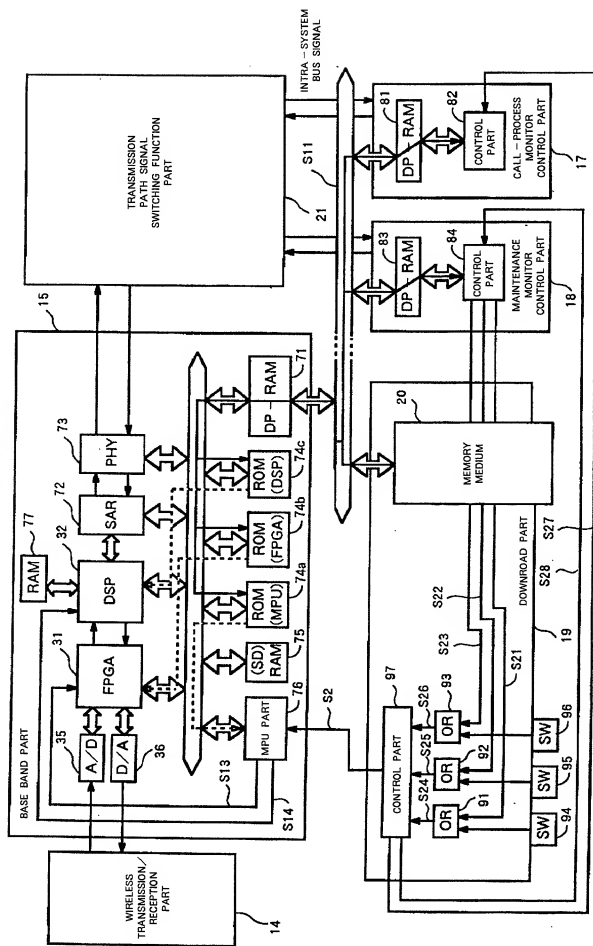 WIRELESS
TRANSMISSION/
RECEPTION
PART
14
BASE BAND PART
15
A/D
35
D/A
36
FPGA
31
DSP
32
RAM
77
SAR
72
PHY
73
S13
S14
MPU PART
76
(SD)
RAM
75
ROM
(MPU)
74a
ROM
(FPGA)
74b
ROM
(DSP)
74c
DP-RAM
71
TRANSMISSION
PATH SIGNAL
SWITCHING FUNCTION
PART
21
INTRA-SYSTEM
BUS SIGNAL
S11
S2
CONTROL PART
97
S24
S25
S26
OR
91
OR
92
OR
93
SW
94
SW
95
SW
96
S23
S22
S21
MEMORY
MEDIUM
20
DOWNROAD PART
19
S28
S27
DP-RAM
83
CONTROL
PART
84
MAINTENANCE
MONITOR
CONTROL PART
18
DP-RAM
81
CONTROL
PART
82
CALL-PROCESS
MONITOR
CONTROL PART
17